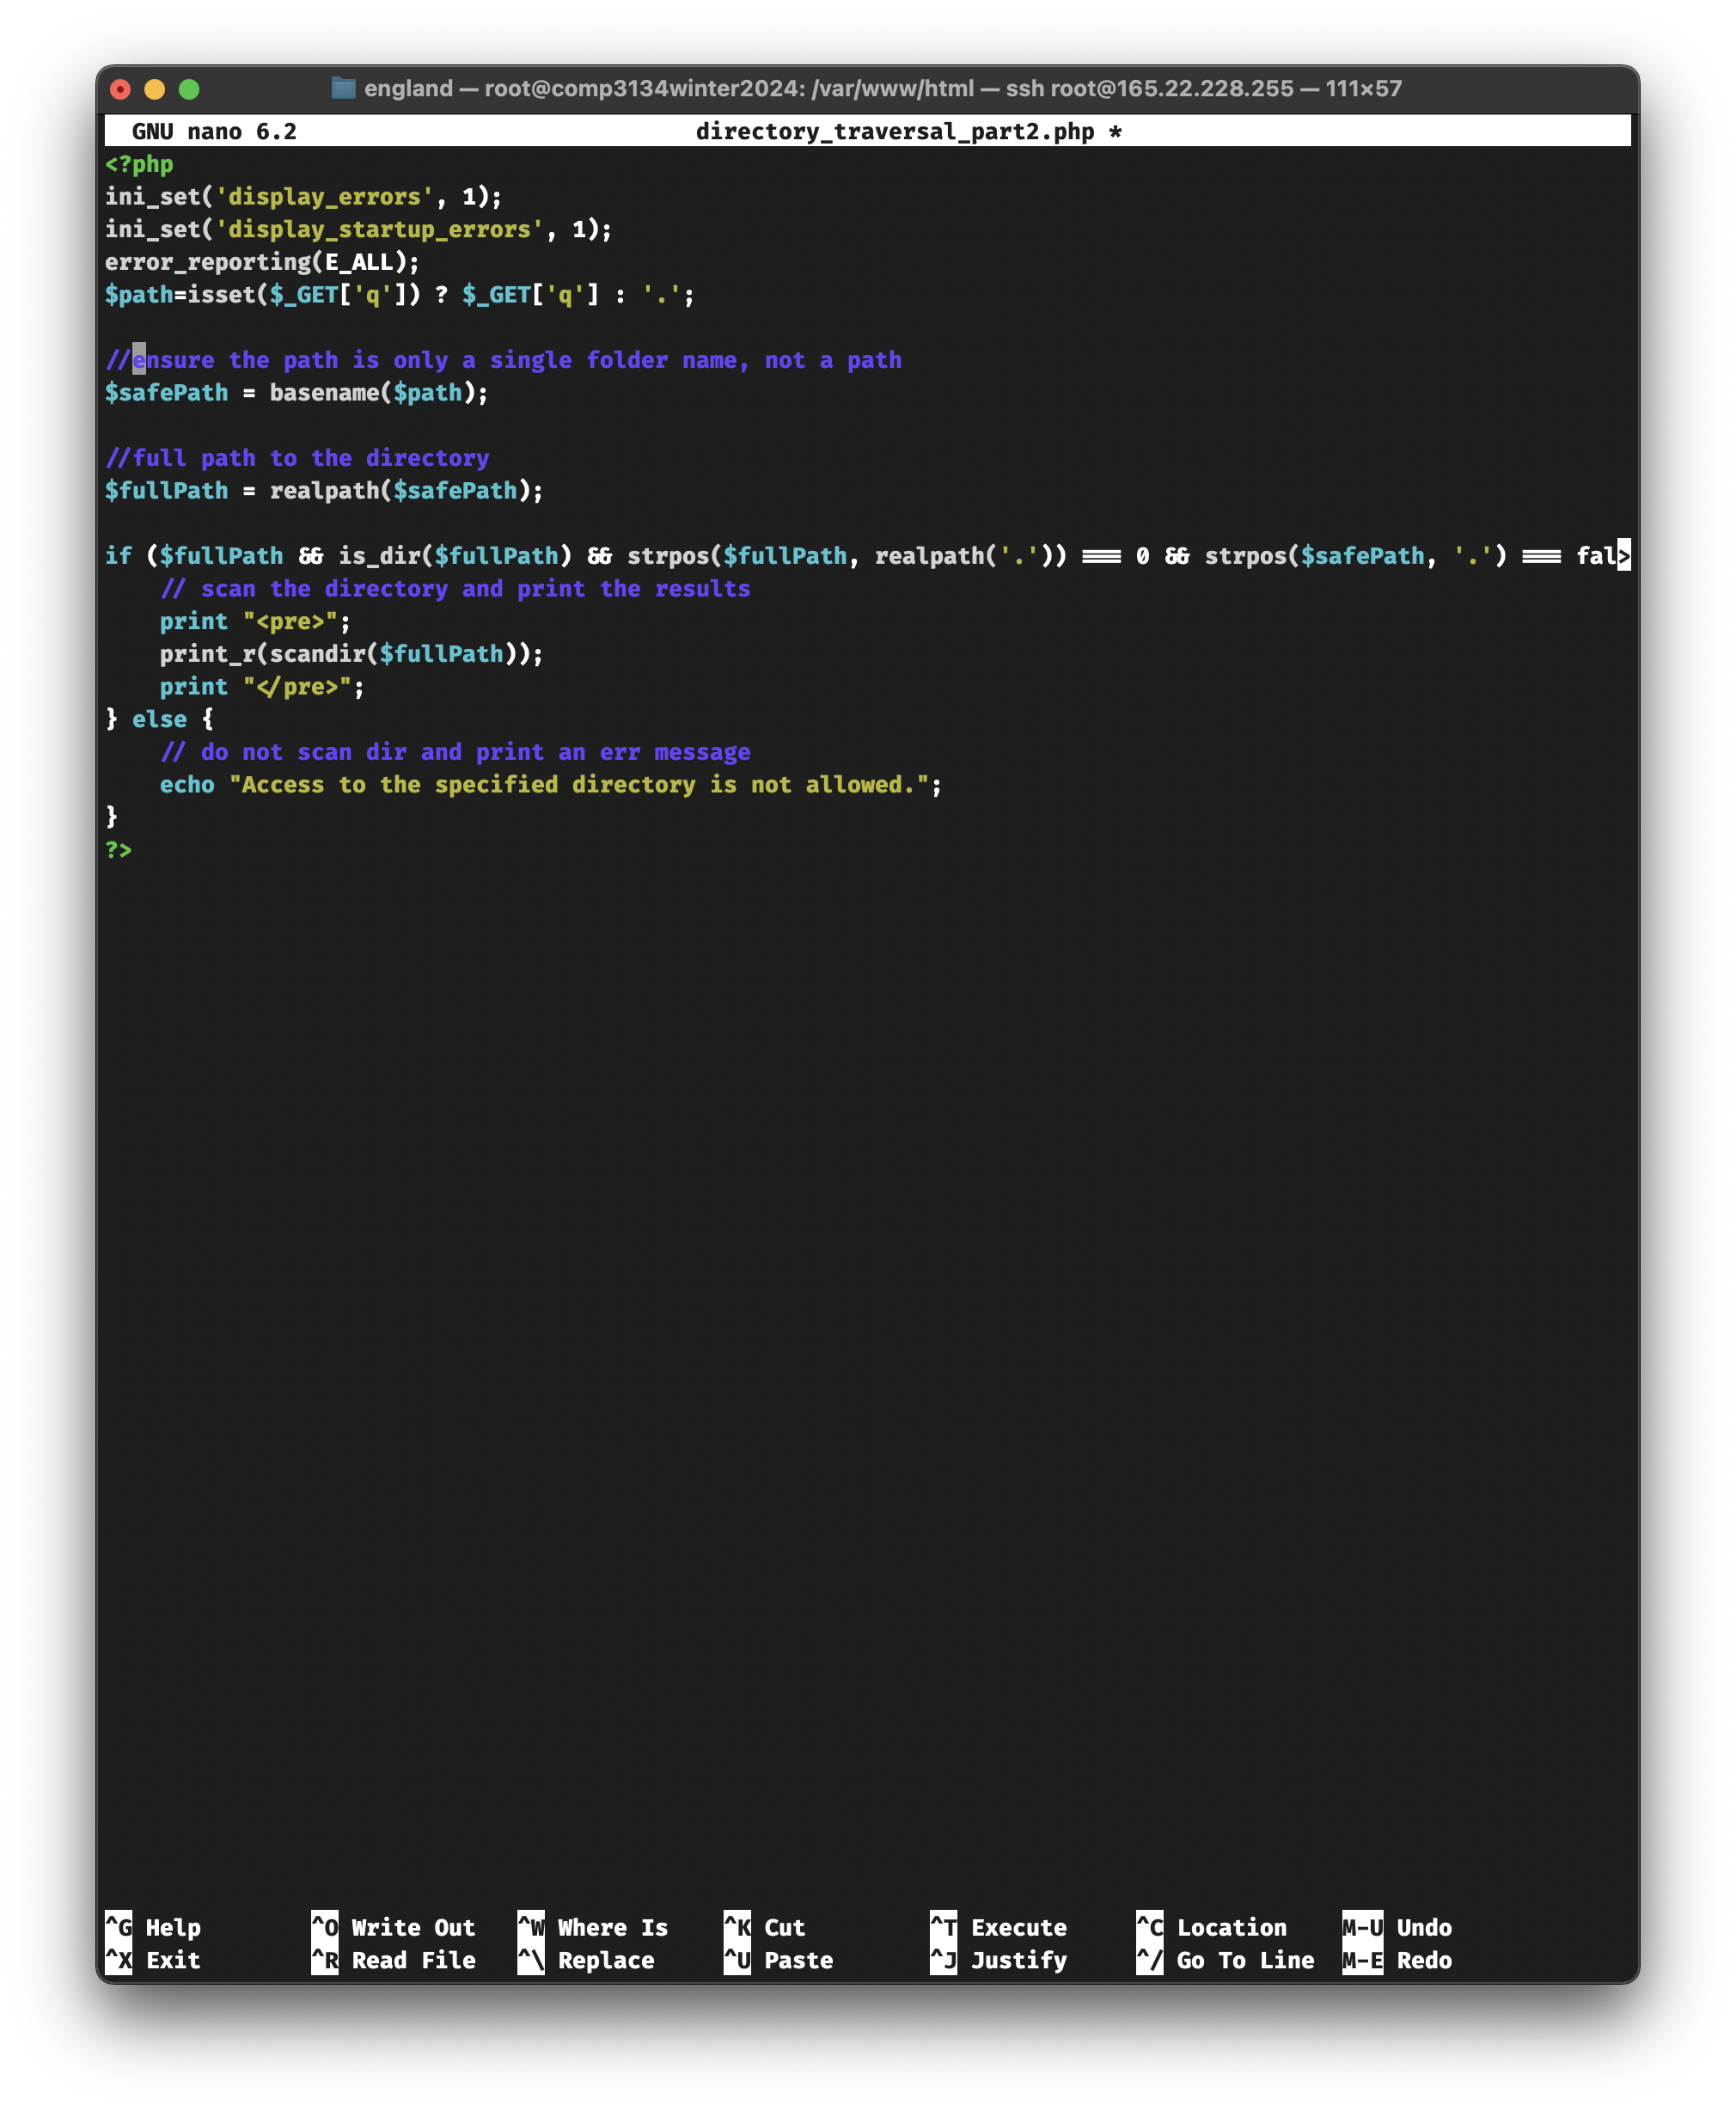 england — root@comp3134winter2024: /var/www/html — ssh root@165.22.228.255 — 111×57
GNU nano 6.2 directory_traversal_part2.php *
<?php
ini_set('display_errors', 1);
ini_set('display_startup_errors', 1);
error_reporting(E_ALL);
$path=isset($_GET['q']) ? $_GET['q'] : '.';
//ensure the path is only a single folder name, not a path
$safePath = basename($path);
//full path to the directory
$fullPath = realpath($safePath);
if ($fullPath && is_dir($fullPath) && strpos($fullPath, realpath('.')) === 0 && strpos($safePath, '.') === fal>
    // scan the directory and print the results
    print "<pre>";
    print_r(scandir($fullPath));
    print "</pre>";
} else {
    // do not scan dir and print an err message
    echo "Access to the specified directory is not allowed.";
}
?>
^G Help ^O Write Out ^W Where Is ^K Cut ^T Execute ^C Location M-U Undo
^X Exit ^R Read File ^\ Replace ^U Paste ^J Justify ^/ Go To Line M-E Redo